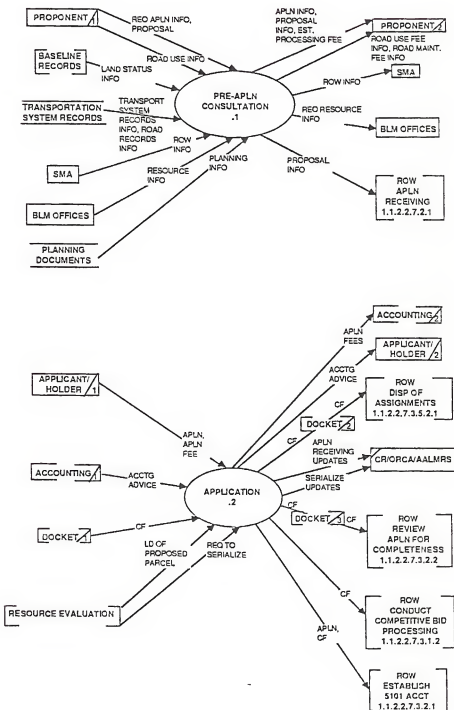 PROPONENT 1
REQ APLN INFO,
PROPOSAL
ROAD USE INFO
BASELINE
RECORDS
LAND STATUS
INFO
TRANSPORTATION
SYSTEM RECORDS
TRANSPORT
SYSTEM
RECORDS
INFO, ROAD
RECORDS
INFO
SMA
ROW
INFO
BLM OFFICES
RESOURCE
INFO
PLANNING
DOCUMENTS
PLANNING
INFO
PRE-APLN
CONSULTATION
.1
APLN INFO,
PROPOSAL
INFO, EST.
PROCESSING FEE
PROPONENT 2
ROAD USE FEE
INFO, ROAD MAINT.
FEE INFO
ROW INFO
SMA
REQ RESOURCE
INFO
BLM OFFICES
PROPOSAL
INFO
ROW
APLN
RECEIVING
1.1.2.2.7.2.1
APPLICANT/
HOLDER 1
APLN,
APLN
FEE
ACCOUNTING 1
ACCTG
ADVICE
DOCKET 1
CF
LD OF
PROPOSED
PARCEL
REQ TO
SERIALIZE
RESOURCE EVALUATION
APPLICATION
.2
APLN
FEES
ACCOUNTING 2
ACCTG
ADVICE
APPLICANT/
HOLDER 2
CF
DOCKET 2
CF
ROW
DISP OF
ASSIGNMENTS
1.1.2.2.7.3.5.2.1
APLN
RECEIVING
UPDATES
CR/ORCA/AALMRS
SERIALIZE
UPDATES
CF
DOCKET 3
CF
ROW
REVIEW
APLN FOR
COMPLETENESS
1.1.2.2.7.3.2.2
CF
ROW
CONDUCT
COMPETITIVE BID
PROCESSING
1.1.2.2.7.3.1.2
APLN,
CF
ROW
ESTABLISH
5101 ACCT
1.1.2.2.7.3.2.1